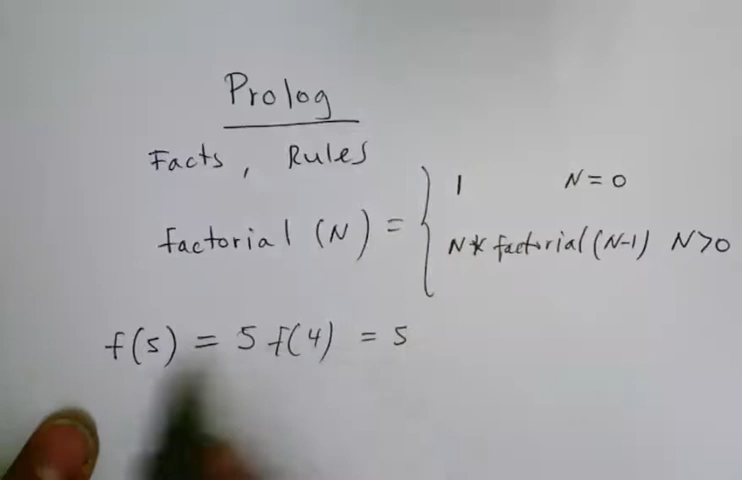 Prolog
Facts, Rules
factorial (N) = { 1 N=0
N * factorial (N-1) N>0
f(5) = 5 f(4) = 5